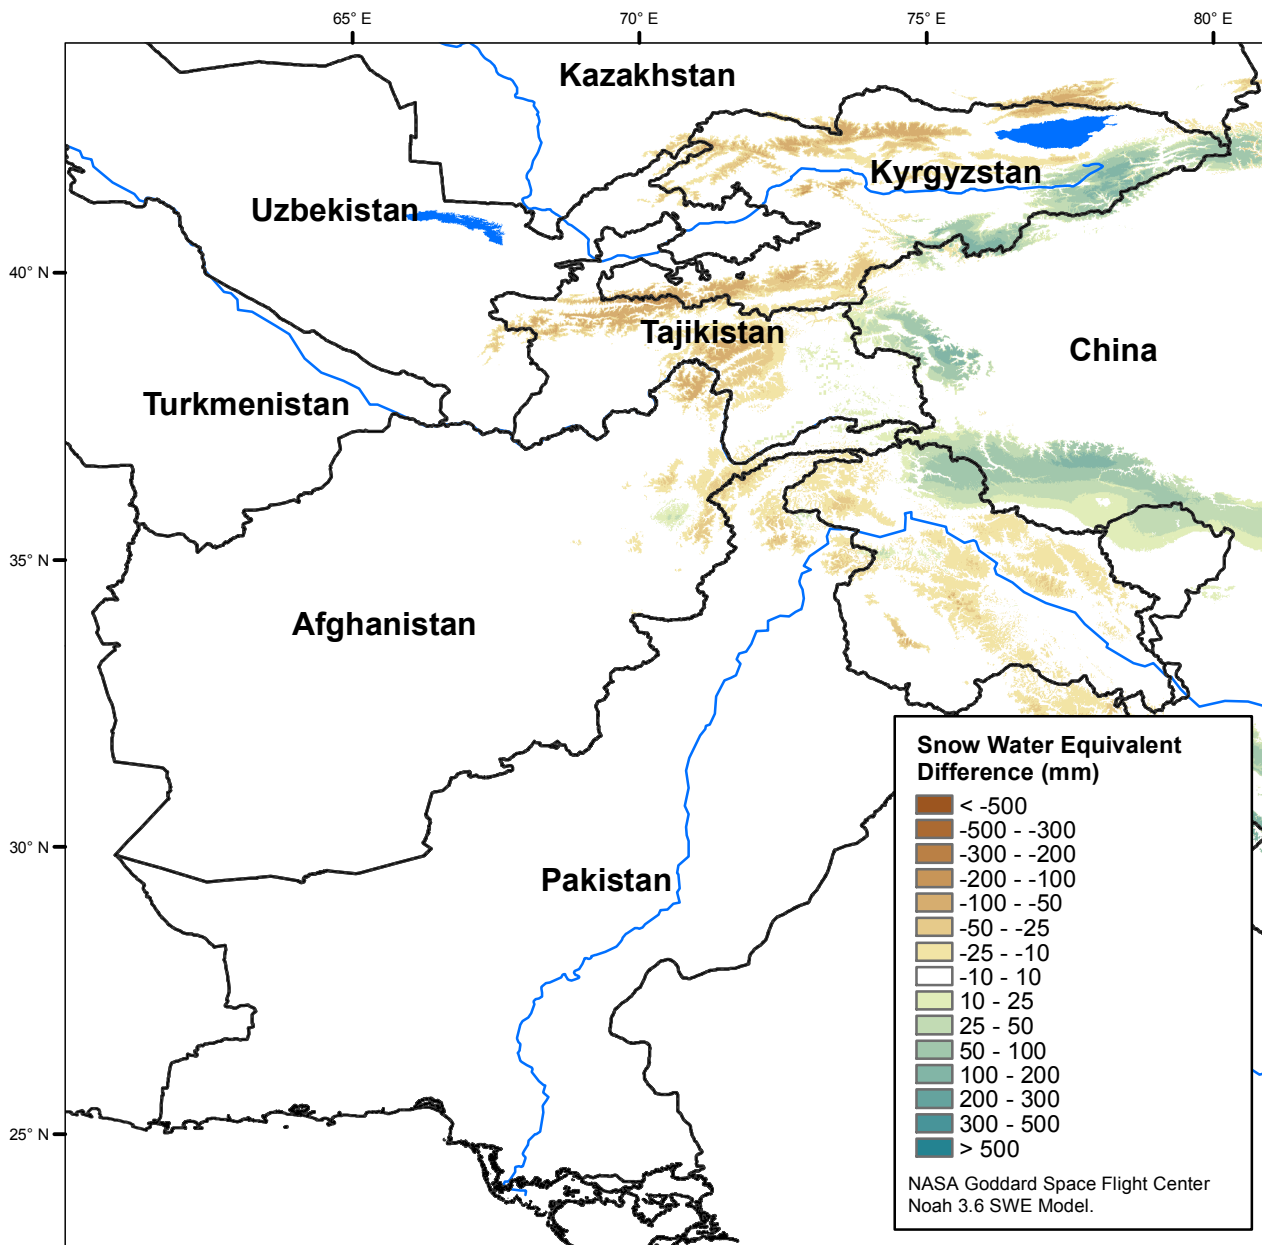 65° E
70° E
75° E
80° E
Kazakhstan
Kyrgyzstan
Uzbekistan
40° N
Tajikistan
China
Turkmenistan
35° N
Afghanistan
30° N
Pakistan
25° N
Snow Water Equivalent
Difference (mm)
< -500
-500 - -300
-300 - -200
-200 - -100
-100 - -50
-50 - -25
-25 - -10
-10 - 10
10 - 25
25 - 50
50 - 100
100 - 200
200 - 300
300 - 500
> 500
NASA Goddard Space Flight Center
Noah 3.6 SWE Model.